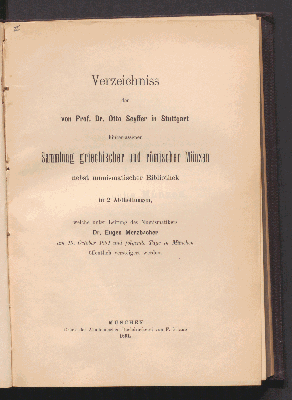 Verzeichniss
der
von Prof. Dr. Otto Seyffer in Stuttgart
hinterlassenen
Sammlung griechischer und römischer Münzen
nebst numismatischer Bibliothek
in 2 Abtheilungen,
welche unter Leitung des Numismatikers
Dr. Eugen Merzbacher
am October 1891 und folgende Tage in München
öffentlich versteigert werden.
MÜNCHEN
1891.